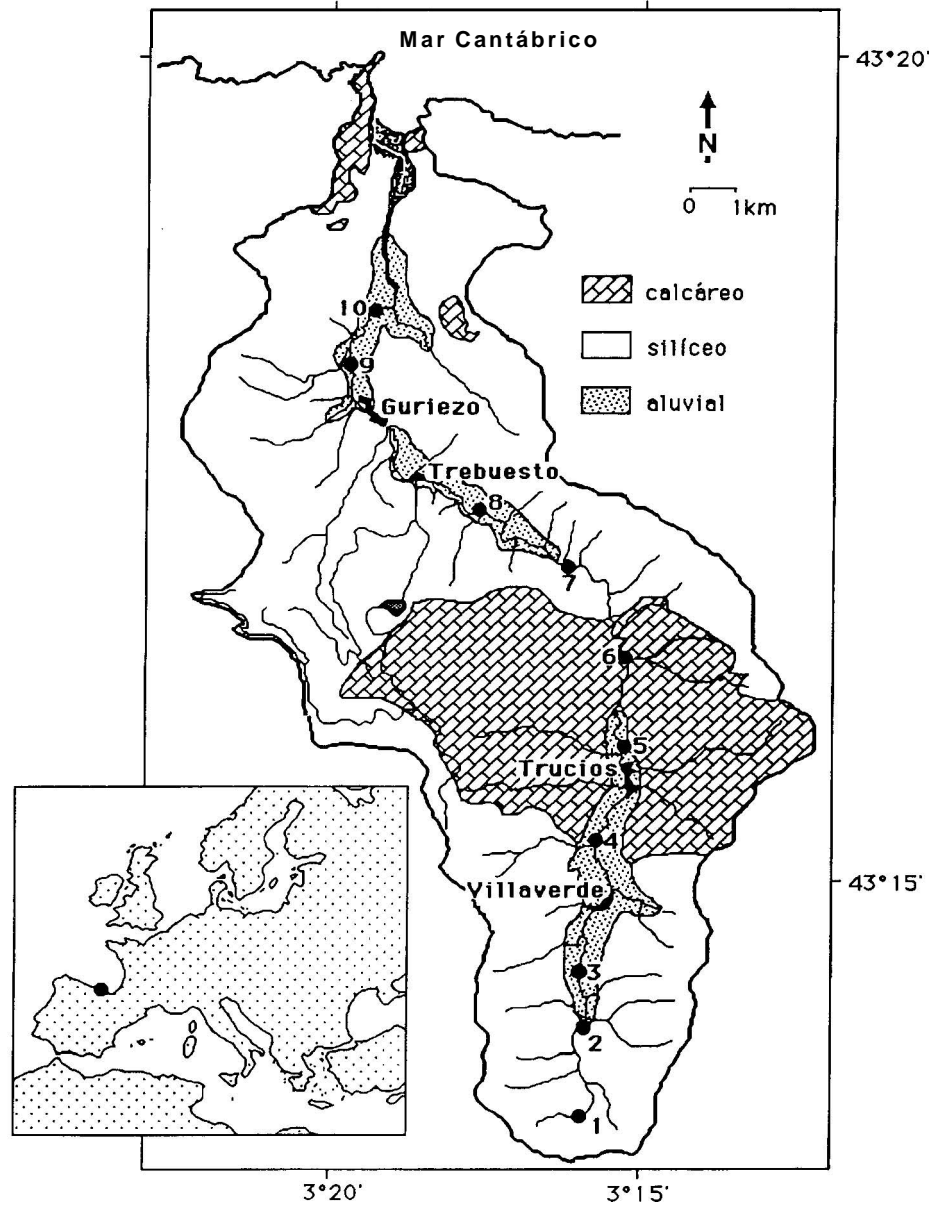 Mar Cantábrico
43°20'
N
0 1km
calcáreo
silíceo
aluvial
10
9
Guriezo
Trebuesto
8
7
6
5
Trucios
4
Villaverde
43°15'
3
2
1
3°20' 3°15'